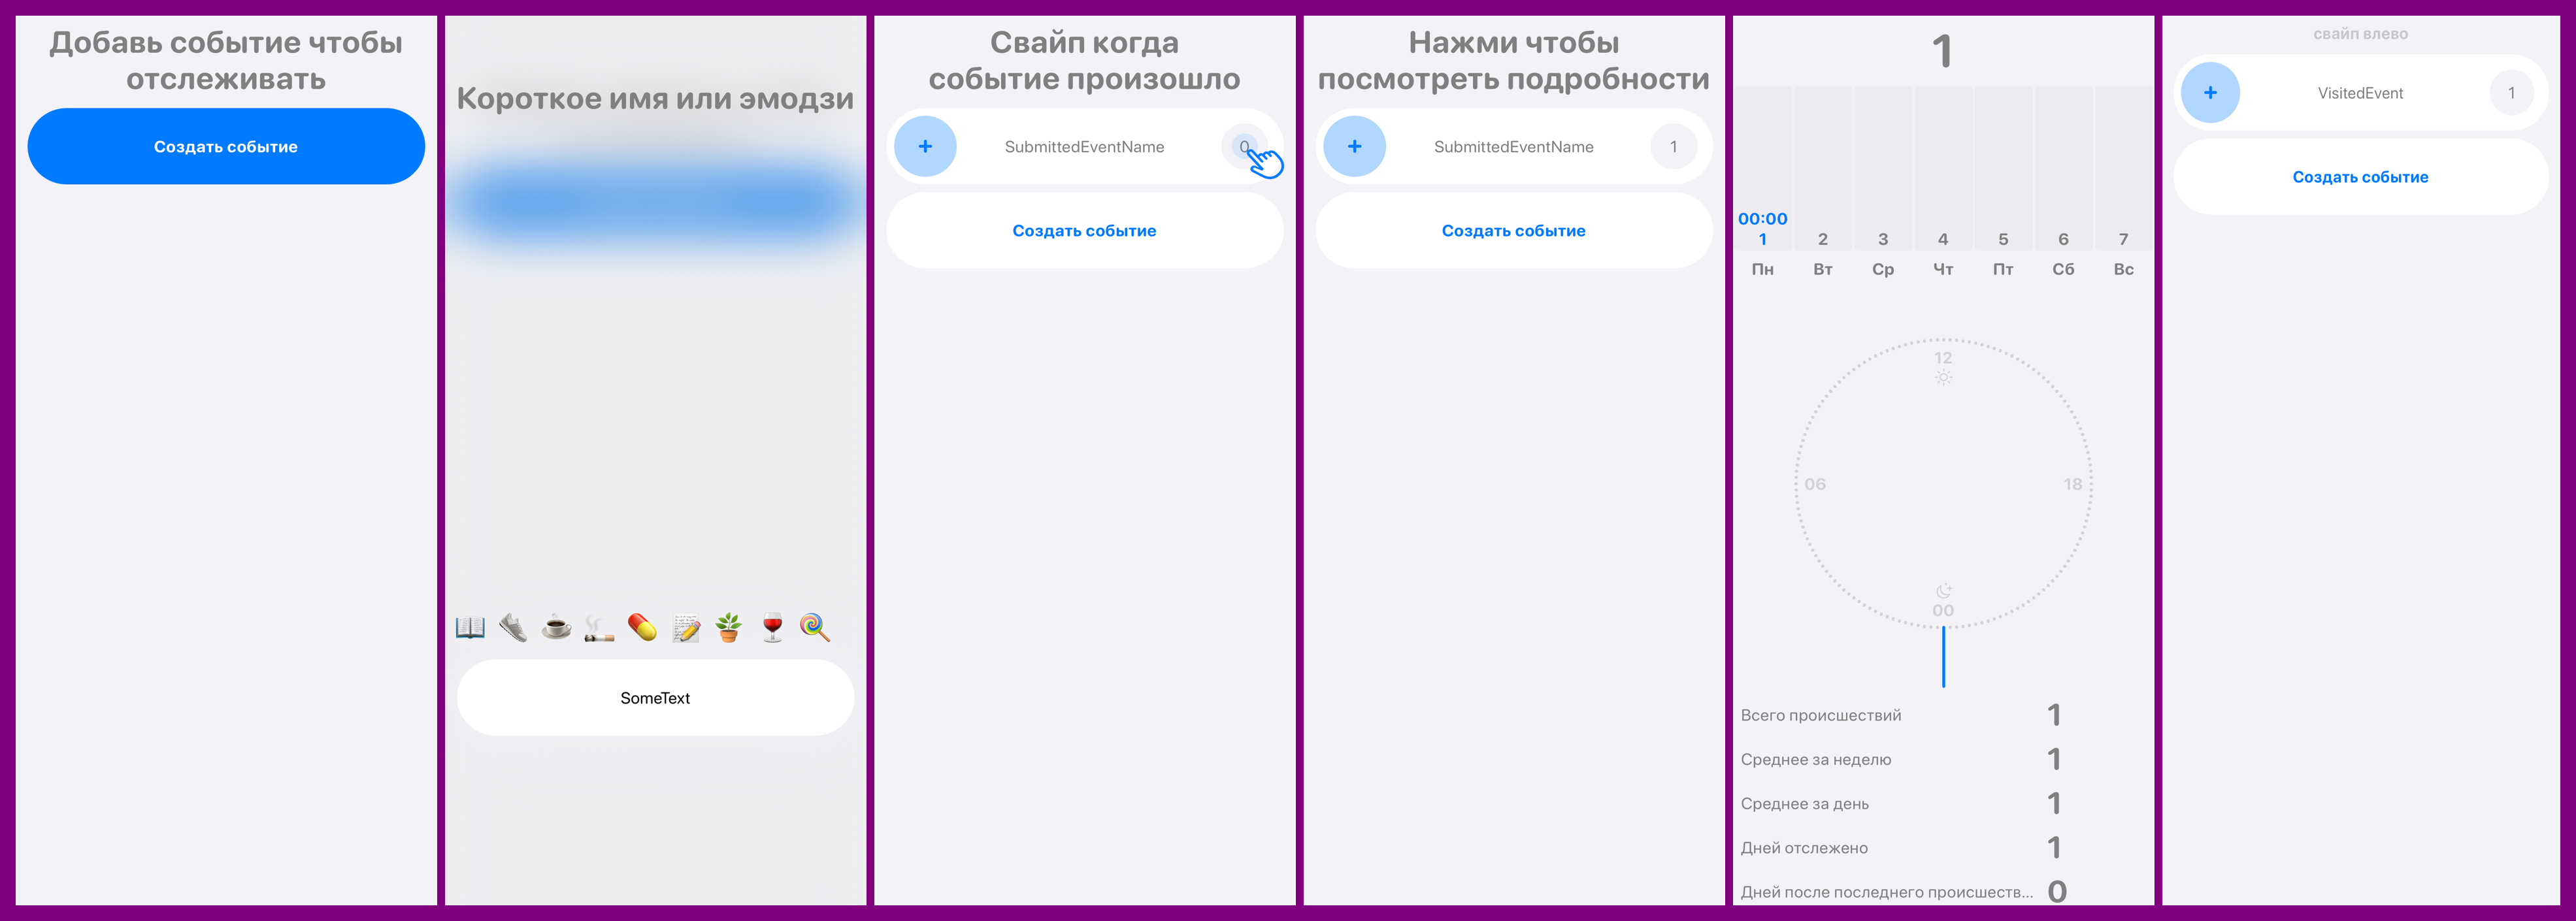 Добавь событие чтобы
отслеживать
Создать событие
Короткое имя или эмодзи
SomeText
Свайп когда
событие произошло
+ SubmittedEventName 0
Создать событие
Нажми чтобы
посмотреть подробности
+ SubmittedEventName 1
Создать событие
1
00:00
1 2 3 4 5 6 7
Пн Вт Ср Чт Пт Сб Вс
12
06 18
00
Всего происшествий 1
Среднее за неделю 1
Среднее за день 1
Дней отслежено 1
Дней после последнего происшеств... 0
свайп влево
+ VisitedEvent 1
Создать событие